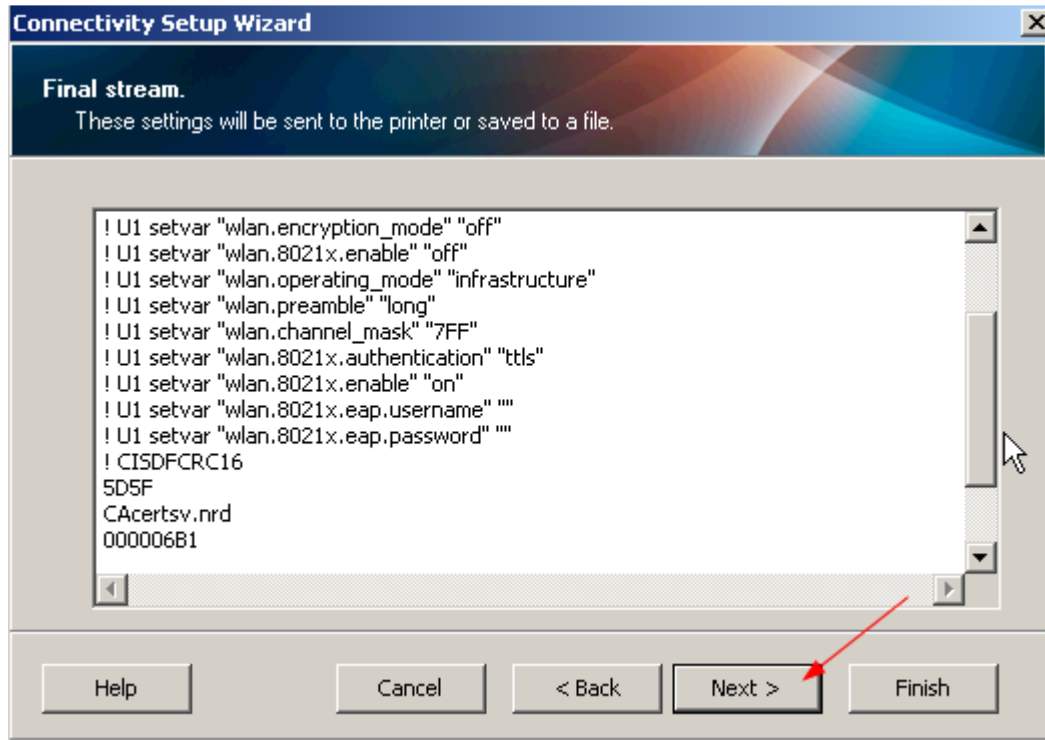 Connectivity Setup Wizard
Final stream.
These settings will be sent to the printer or saved to a file.
! U1 setvar "wlan.encryption_mode" "off"
! U1 setvar "wlan.8021x.enable" "off"
! U1 setvar "wlan.operating_mode" "infrastructure"
! U1 setvar "wlan.preamble" "long"
! U1 setvar "wlan.channel_mask" "7FF"
! U1 setvar "wlan.8021x.authentication" "ttls"
! U1 setvar "wlan.8021x.enable" "on"
! U1 setvar "wlan.8021x.eap.username" ""
! U1 setvar "wlan.8021x.eap.password" ""
! CISDFCRC16
5D5F
CAcertsv.nrd
000006B1
Help Cancel < Back Next > Finish